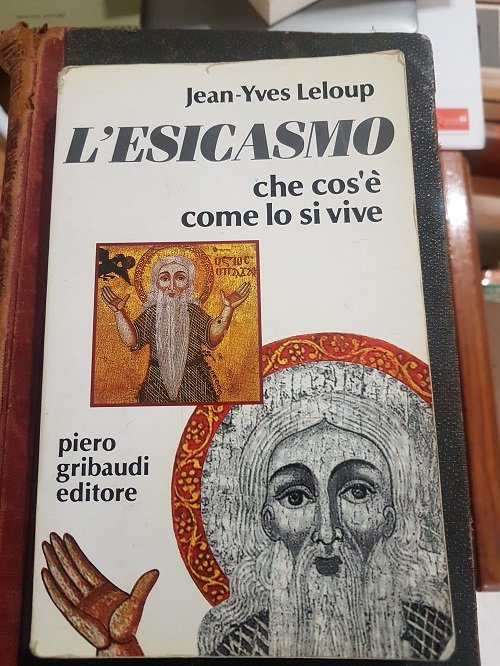 Jean-Yves Leloup
L'ESICASMO
che cos'è
come lo si vive
piero
gribaudi
editore